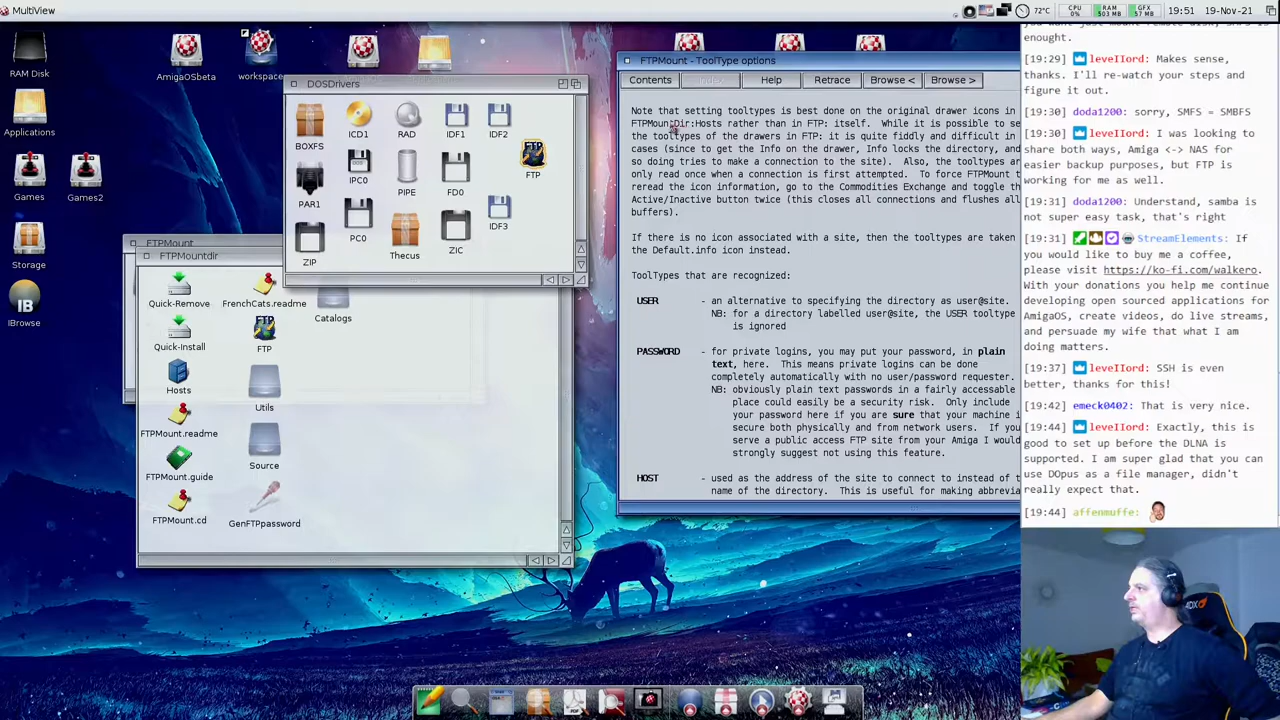 MultiView
72°C
CPU
0%
RAM
503 MB
GFX
57 MB
19:51
19-Nov-21
RAM Disk
AmigaOSbeta
workspace
Applications
Games
Games2
Storage
IB
IBrowse
DOSDrivers
BOXFS
ICD1
RAD
IDF1
IDF2
FTP
FTP
DOS
IPC0
PIPE
FD0
PAR1
PC0
Thecus
ZIC
IDF3
ZIP
FTPMount
FTPMountdir
Quick-Remove
FrenchCats.readme
Catalogs
Quick-Install
FTP
FTP
Hosts
Utils
FTPMount.readme
Source
FTPMount.guide
FTPMount.cd
GenFTPpassword
FTPMount - ToolType options
Contents
Index
Help
Retrace
Browse <
Browse >
Note that setting tooltypes is best done on the original drawer icons in
FTPMountDir:Hosts rather than in FTP: itself. While it is possible to se
the tooltypes of the drawers in FTP: it is quite fiddly and difficult in
cases (since to get the Info on the drawer, Info locks the directory, and
so doing tries to make a connection to the site). Also, the tooltypes ar
only read once when a connection is first attempted. To force FTPMount t
reread the icon information, go to the Commodities Exchange and toggle th
Active/Inactive button twice (this closes all connections and flushes all
buffers).
If there is no icon associated with a site, then the tooltypes are taken
the Default.info icon instead.
ToolTypes that are recognized:
USER - an alternative to specifying the directory as user@site.
NB: for a directory labelled user@site, the USER tooltype
is ignored
PASSWORD - for private logins, you may put your password, in plain
text, here. This means private logins can be done
completely automatically with no user/password requester.
NB: obviously plain text passwords in a fairly accessable
place could easily be a security risk. Only include
your password here if you are sure that your machine i
secure both physically and from network users. If you
serve a public access FTP site from your Amiga I would
strongly suggest not using this feature.
HOST - used as the address of the site to connect to instead of t
name of the directory. This is useful for making abbrevia
enought.
[19:29] leveIIord: Makes sense,
thanks. I'll re-watch your steps and
figure it out.
[19:30] doda1200: sorry, SMFS = SMBFS
[19:30] leveIIord: I was looking to
share both ways, Amiga <-> NAS for
easier backup purposes, but FTP is
working for me as well.
[19:31] doda1200: Understand, samba is
not super easy task, that's right
[19:31] StreamElements: If
you would like to buy me a coffee,
please visit https://ko-fi.com/walkero.
With your donations you help me continue
developing open sourced applications for
AmigaOS, create videos, do live streams,
and persuade my wife that what I am
doing matters.
[19:37] leveIIord: SSH is even
better, thanks for this!
[19:42] emeck0402: That is very nice.
[19:44] leveIIord: Exactly, this is
good to set up before the DLNA is
supported. I am super glad that you can
use DOpus as a file manager, didn't
really expect that.
[19:44] affenmuffe:
PDF